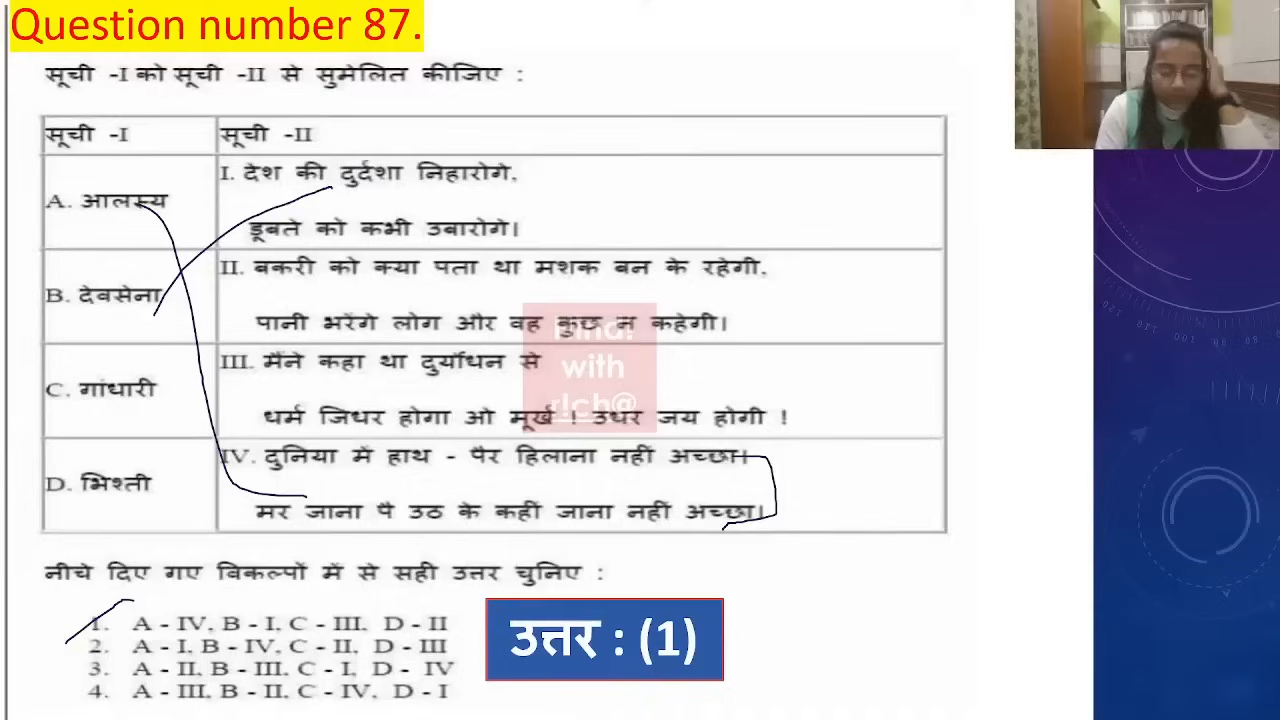 Question number 87.
सूची -I को सूची -II से सुमेलित कीजिए :
सूची -I सूची -II
A. आलस्य
I. देश की दुर्दशा निहारोगे,
डूबते को कभी उबारोगे।
B. देवसेना
II. बकरी को क्या पता था मशक बन के रहेगी,
पानी भरेंगे लोग और वह कुछ न कहेगी।
C. गांधारी
III. मैंने कहा था दुर्योधन से
धर्म जिधर होगा ओ मूर्ख ! उधर जय होगी !
D. भिश्ती
IV. दुनिया में हाथ - पैर हिलाना नहीं अच्छा।
मर जाना पै उठ के कहीं जाना नहीं अच्छा।
with
r!ch@
नीचे दिए गए विकल्पों में से सही उत्तर चुनिए :
1. A - IV, B - I, C - III, D - II
2. A - I, B - IV, C - II, D - III
3. A - II, B - III, C - I, D - IV
4. A - III, B - II, C - IV, D - I
उत्तर : (1)